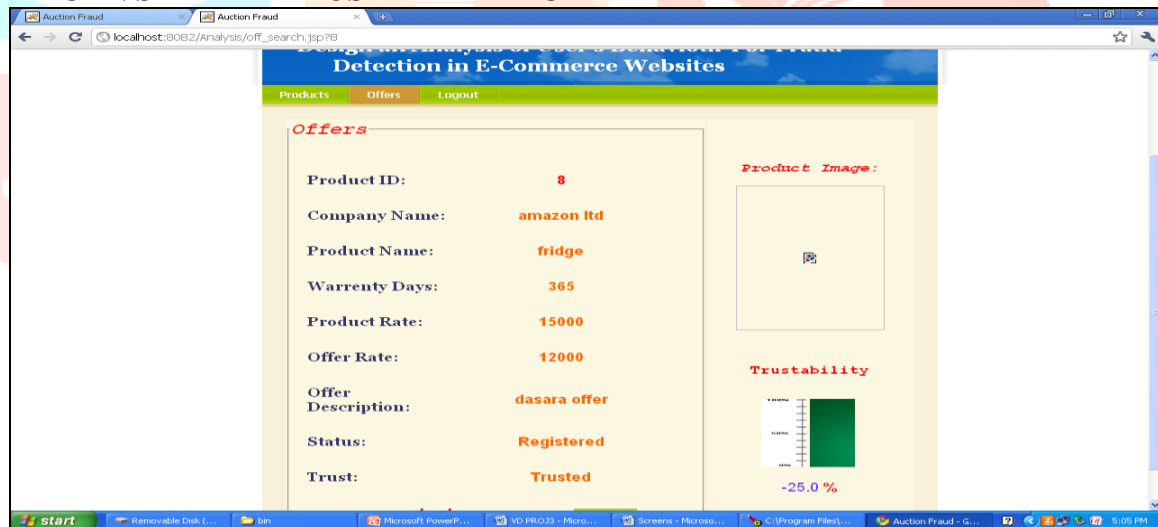 Auction Fraud
Auction Fraud
localhost:8082/Analysis/off_search.jsp?8
Detection in E-Commerce Websites
Products Offers Logout
Offers
Product ID: 8
Company Name: amazon ltd
Product Name: fridge
Warrenty Days: 365
Product Rate: 15000
Offer Rate: 12000
Offer
Description: dasara offer
Status: Registered
Trust: Trusted
Product Image:
Trustability
-25.0 %
start
Removable Disk (...
bin
Microsoft PowerP...
VD PROJ3 - Micro...
Screens - Microso...
C:\Program Files\...
Auction Fraud - G...
5:05 PM